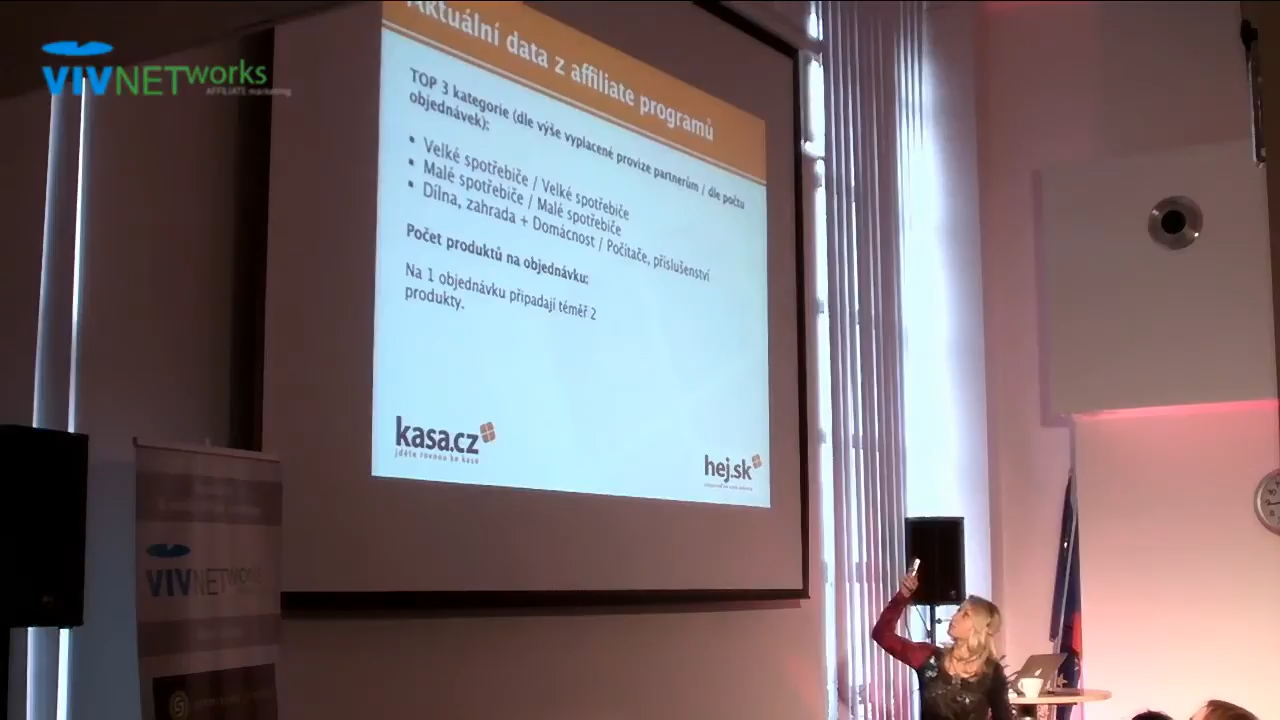 VIVNETworks
AFFILIATE marketing
Aktuální data z affiliate programů
TOP 3 kategorie (dle výše vyplacené provize partnerům / dle počtu
objednávek):
• Velké spotřebiče / Velké spotřebiče
• Malé spotřebiče / Malé spotřebiče
• Dílna, zahrada + Domácnost / Počítače, příslušenství
Počet produktů na objednávku:
Na 1 objednávku připadají téměř 2
produkty.
kasa.cz
jděte rovnou ke kase
hej.sk
VIVNETworks